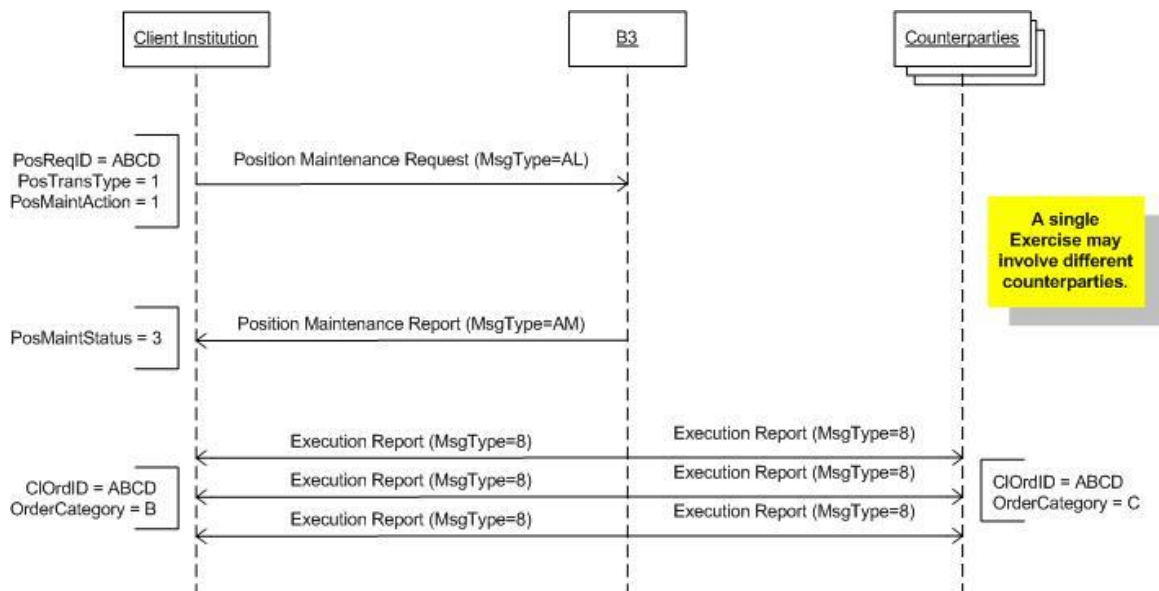 Client Institution
B3
Counterparties
PosReqID = ABCD
PosTransType = 1
PosMaintAction = 1
Position Maintenance Request (MsgType=AL)
A single
Exercise may
involve different
counterparties.
PosMaintStatus = 3
Position Maintenance Report (MsgType=AM)
Execution Report (MsgType=8)
Execution Report (MsgType=8)
ClOrdID = ABCD
OrderCategory = B
Execution Report (MsgType=8)
Execution Report (MsgType=8)
ClOrdID = ABCD
OrderCategory = C
Execution Report (MsgType=8)
Execution Report (MsgType=8)